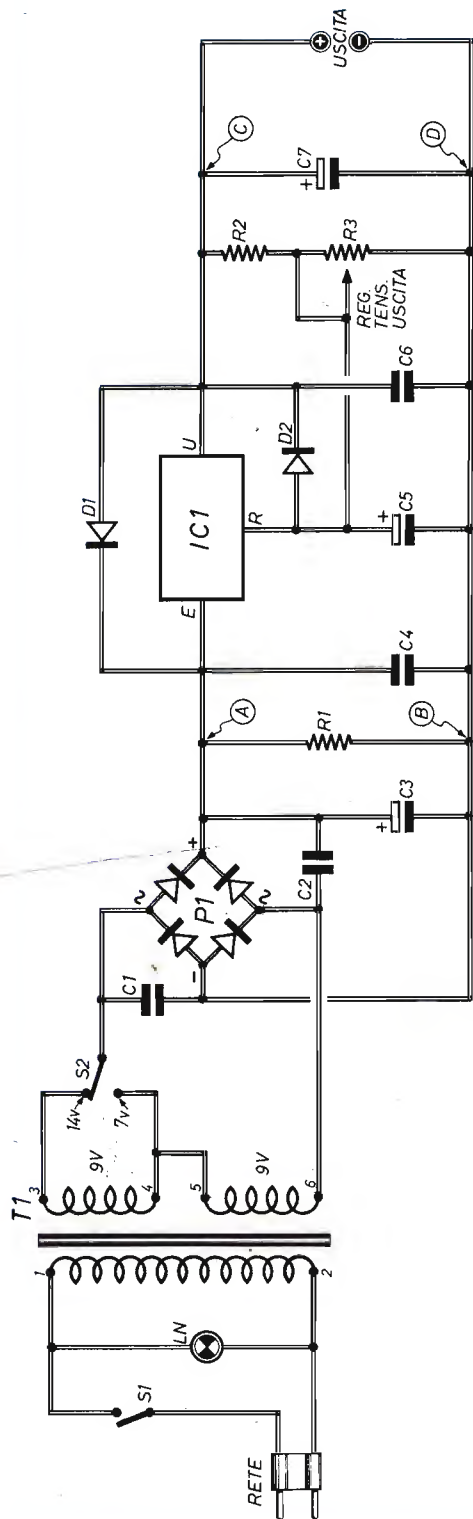 RETE
S1
LN
1
2
T1
3
9V
4
5
9V
6
14V
7V
S2
C1
~
P1
-
+
~
C2
C3
+
A
R1
B
C4
D1
E
IC1
U
R
D2
C5
+
C6
REG.
TENS.
USCITA
R2
R3
C
C7
+
D
+
USCITA
-